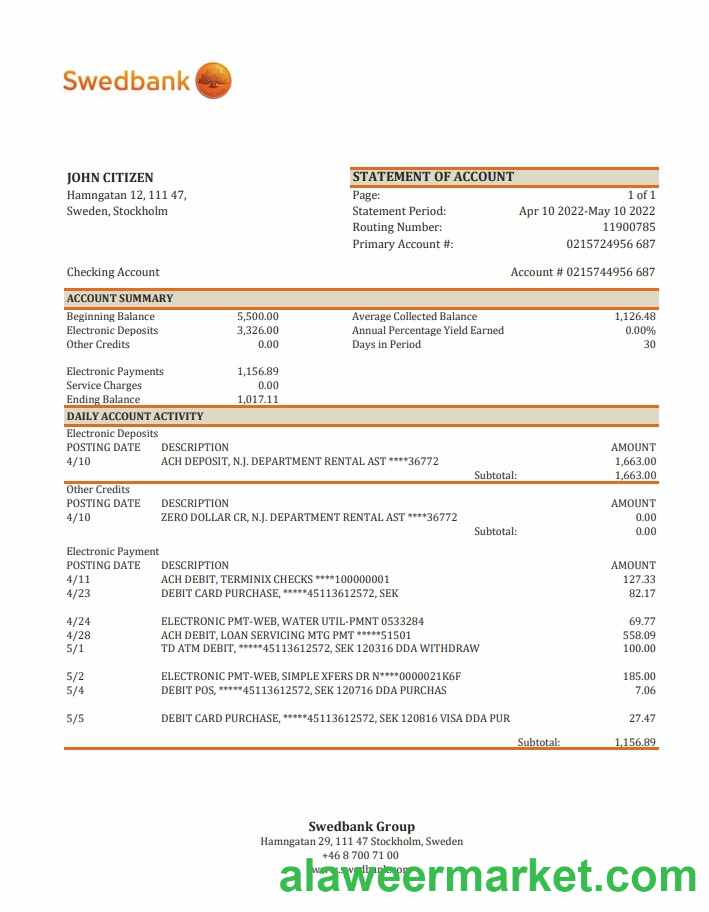 Swedbank
JOHN CITIZEN
Hamngatan 12, 111 47,
Sweden, Stockholm
STATEMENT OF ACCOUNT
Page: 1 of 1
Statement Period: Apr 10 2022-May 10 2022
Routing Number: 11900785
Primary Account #: 0215724956 687
Checking Account Account # 0215744956 687
ACCOUNT SUMMARY
Beginning Balance 5,500.00 Average Collected Balance 1,126.48
Electronic Deposits 3,326.00 Annual Percentage Yield Earned 0.00%
Other Credits 0.00 Days in Period 30
Electronic Payments 1,156.89
Service Charges 0.00
Ending Balance 1,017.11
DAILY ACCOUNT ACTIVITY
Electronic Deposits
POSTING DATE DESCRIPTION AMOUNT
4/10 ACH DEPOSIT, N.J. DEPARTMENT RENTAL AST ****36772 1,663.00
Subtotal: 1,663.00
Other Credits
POSTING DATE DESCRIPTION AMOUNT
4/10 ZERO DOLLAR CR, N.J. DEPARTMENT RENTAL AST ****36772 0.00
Subtotal: 0.00
Electronic Payment
POSTING DATE DESCRIPTION AMOUNT
4/11 ACH DEBIT, TERMINIX CHECKS ****100000001 127.33
4/23 DEBIT CARD PURCHASE, *****45113612572, SEK 82.17
4/24 ELECTRONIC PMT-WEB, WATER UTIL-PMNT 0533284 69.77
4/28 ACH DEBIT, LOAN SERVICING MTG PMT *****51501 558.09
5/1 TD ATM DEBIT, *****45113612572, SEK 120316 DDA WITHDRAW 100.00
5/2 ELECTRONIC PMT-WEB, SIMPLE XFERS DR N****0000021K6F 185.00
5/4 DEBIT POS, *****45113612572, SEK 120716 DDA PURCHAS 7.06
5/5 DEBIT CARD PURCHASE, *****45113612572, SEK 120816 VISA DDA PUR 27.47
Subtotal: 1,156.89
Swedbank Group
Hamngatan 29, 111 47 Stockholm, Sweden
+46 8 700 71 00
alaweermarket.com